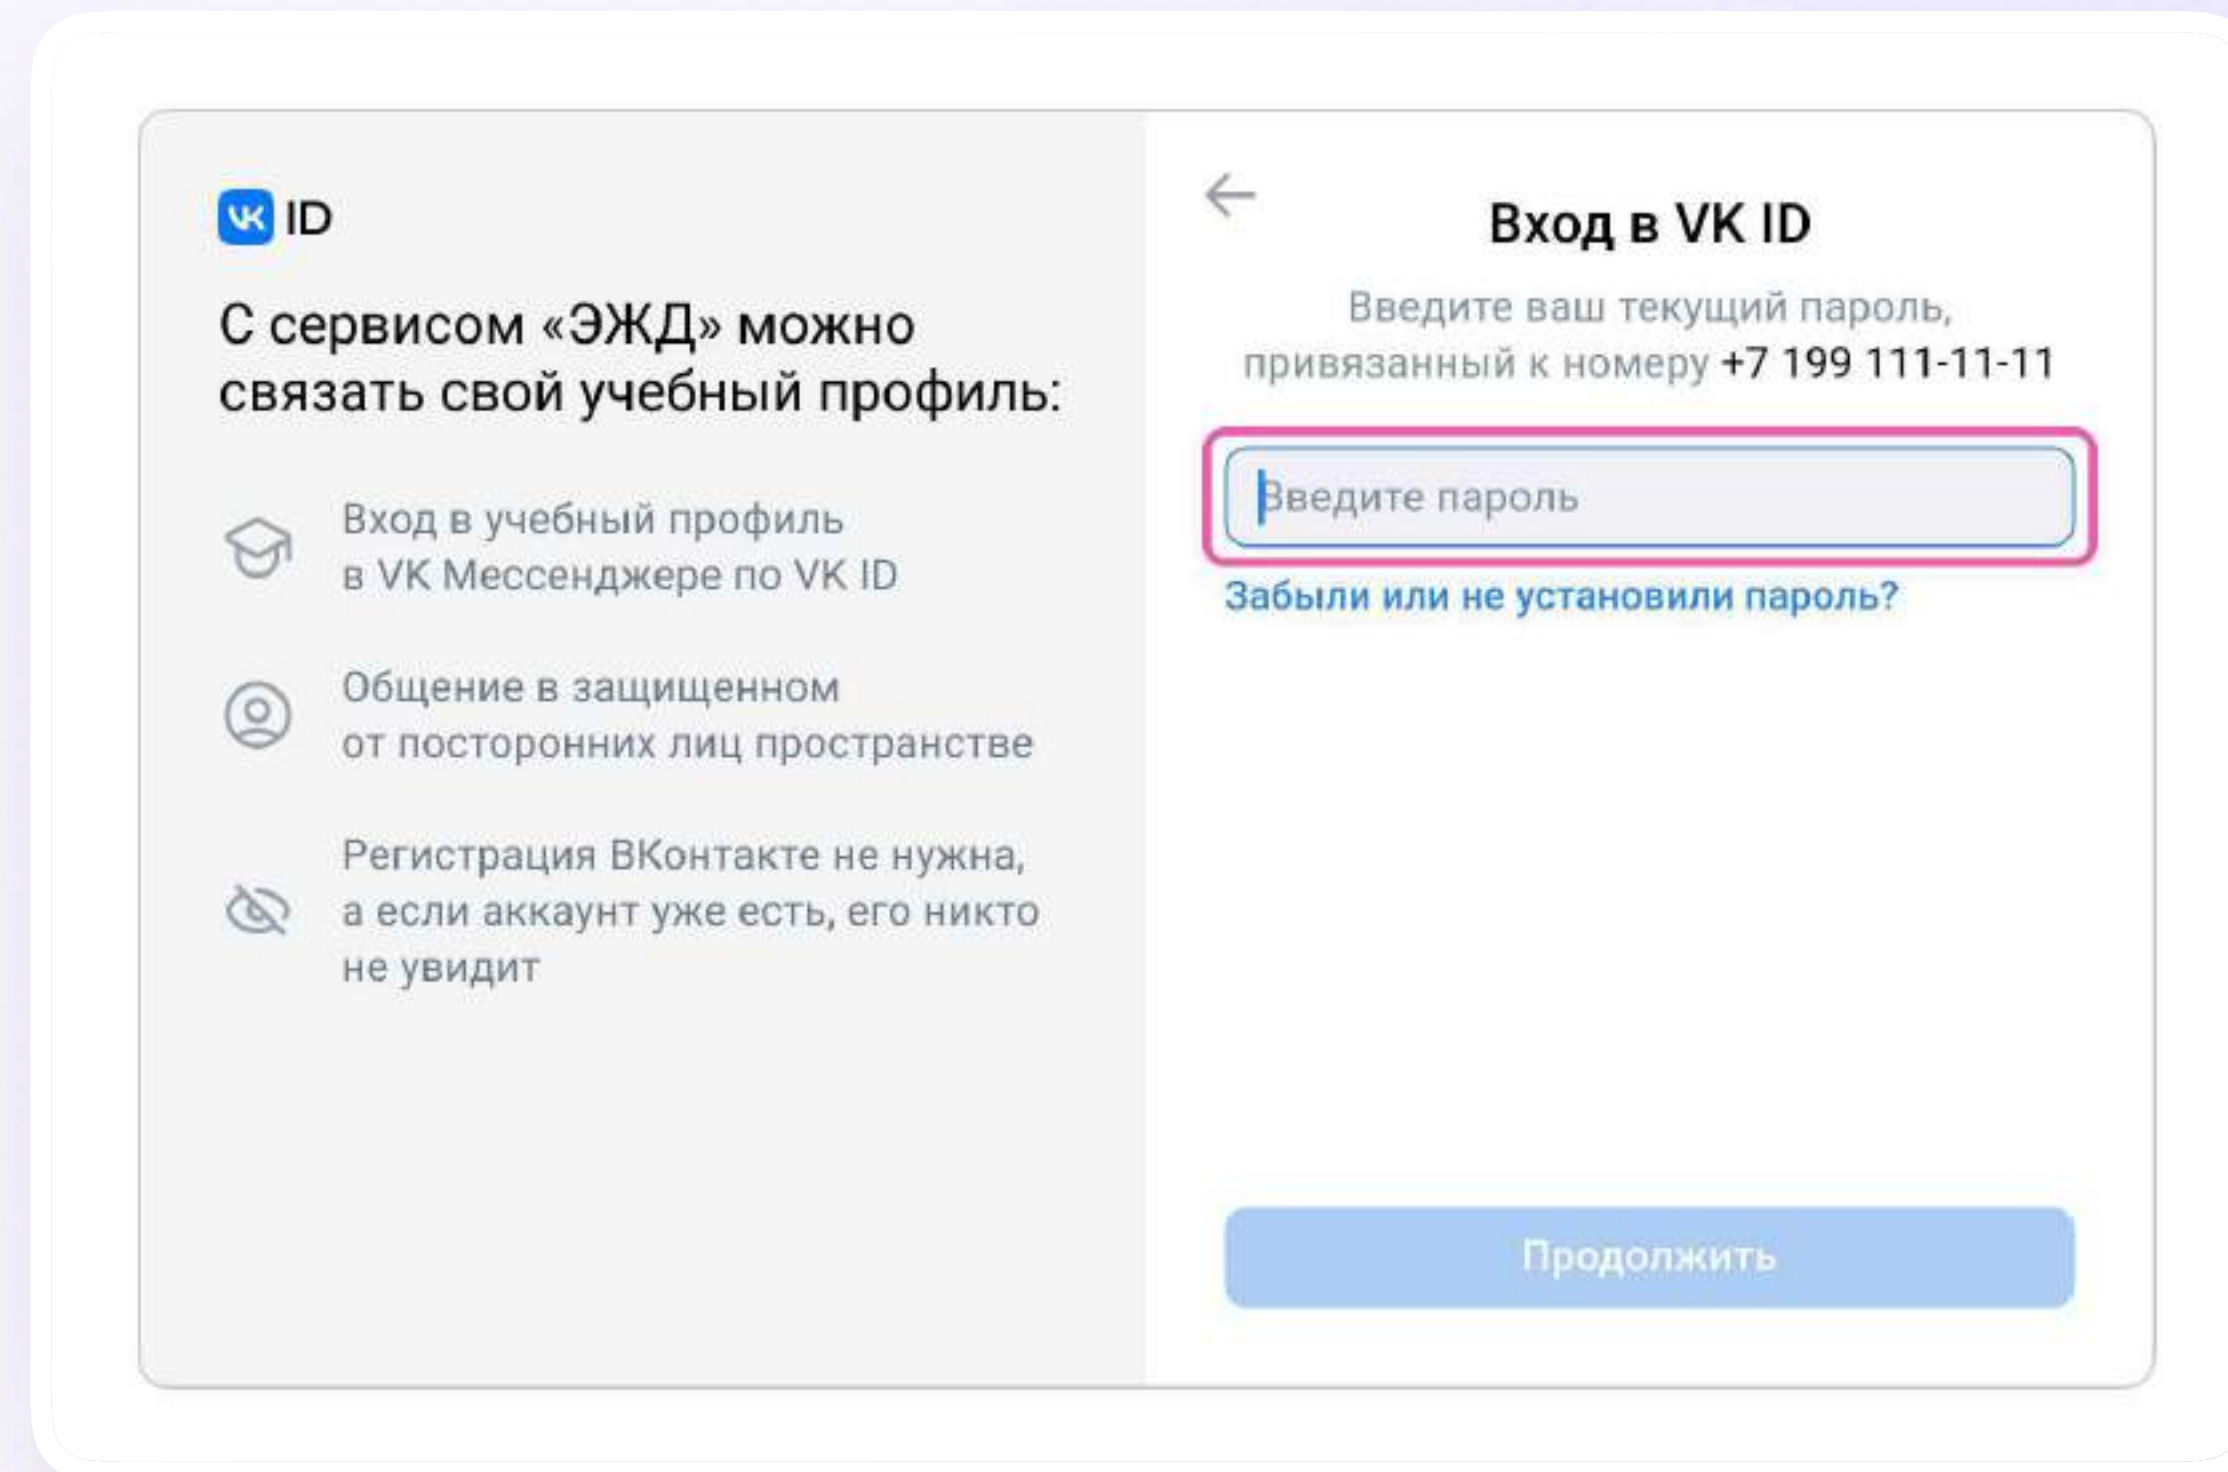 VK ID
С сервисом «ЭЖД» можно
связать свой учебный профиль:
Вход в учебный профиль
в VK Мессенджере по VK ID
Общение в защищенном
от посторонних лиц пространстве
Регистрация ВКонтакте не нужна,
а если аккаунт уже есть, его никто
не увидит
Вход в VK ID
Введите ваш текущий пароль,
привязанный к номеру +7 199 111-11-11
Введите пароль
Забыли или не установили пароль?
Продолжить